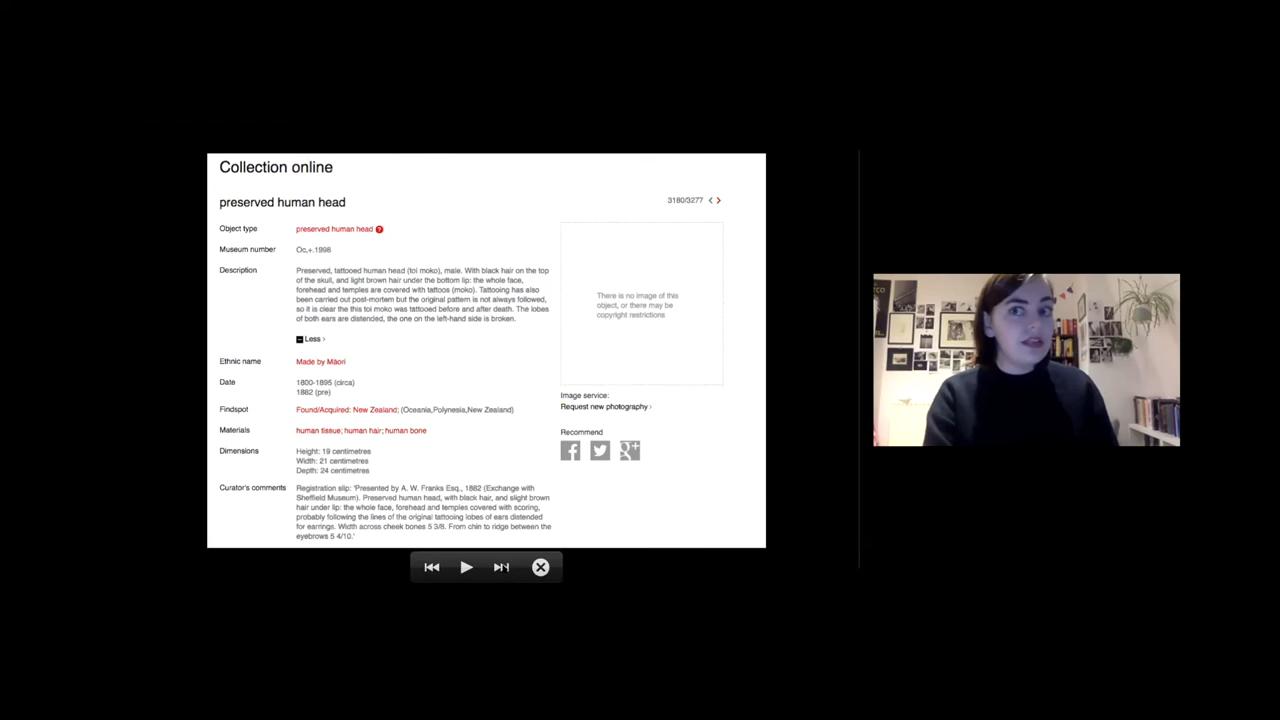 Collection online
preserved human head
3180/3277
Object type
preserved human head ?
Museum number
Oc,+.1998
Description
Preserved, tattooed human head (toi moko), male. With black hair on the top
of the skull, and light brown hair under the bottom lip: the whole face,
forehead and temples are covered with tattoos (moko). Tattooing has also
been carried out post-mortem but the original pattern is not always followed,
so it is clear the this toi moko was tattooed before and after death. The lobes
of both ears are distended, the one on the left-hand side is broken.
Less ›
Ethnic name
Made by Māori
Date
1800-1895 (circa)
1882 (pre)
Findspot
Found/Acquired: New Zealand; (Oceania,Polynesia,New Zealand)
Materials
human tissue; human hair; human bone
Dimensions
Height: 19 centimetres
Width: 21 centimetres
Depth: 24 centimetres
Curator's comments
Registration slip: 'Presented by A. W. Franks Esq., 1882 (Exchange with
Sheffield Museum). Preserved human head, with black hair, and slight brown
hair under lip: the whole face, forehead and temples covered with scoring,
probably following the lines of the original tattooing lobes of ears distended
for earrings. Width across cheek bones 5 3/8. From chin to ridge between the
eyebrows 5 4/10.'
There is no image of this
object, or there may be
copyright restrictions
Image service:
Request new photography ›
Recommend